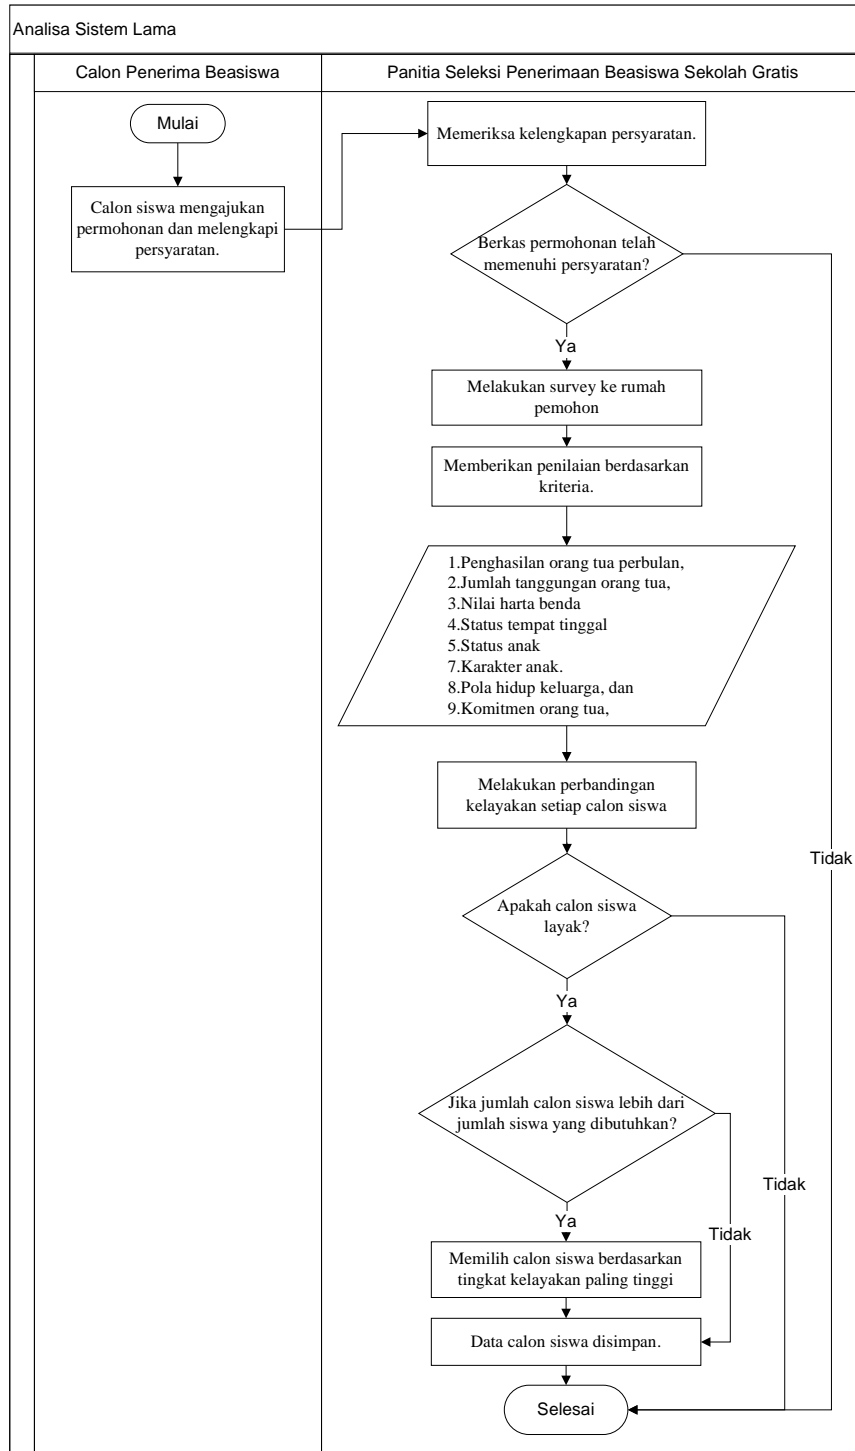 Analisa Sistem Lama
Calon Penerima Beasiswa
Panitia Seleksi Penerimaan Beasiswa Sekolah Gratis
Mulai
Calon siswa mengajukan
permohonan dan melengkapi
persyaratan.
Memeriksa kelengkapan persyaratan.
Berkas permohonan telah
memenuhi persyaratan?
Ya
Melakukan survey ke rumah
pemohon
Memberikan penilaian berdasarkan
kriteria.
1.Penghasilan orang tua perbulan,
2.Jumlah tanggungan orang tua,
3.Nilai harta benda
4.Status tempat tinggal
5.Status anak
7.Karakter anak.
8.Pola hidup keluarga, dan
9.Komitmen orang tua,
Melakukan perbandingan
kelayakan setiap calon siswa
Tidak
Apakah calon siswa
layak?
Ya
Jika jumlah calon siswa lebih dari
jumlah siswa yang dibutuhkan?
Tidak
Ya
Tidak
Memilih calon siswa berdasarkan
tingkat kelayakan paling tinggi
Data calon siswa disimpan.
Selesai